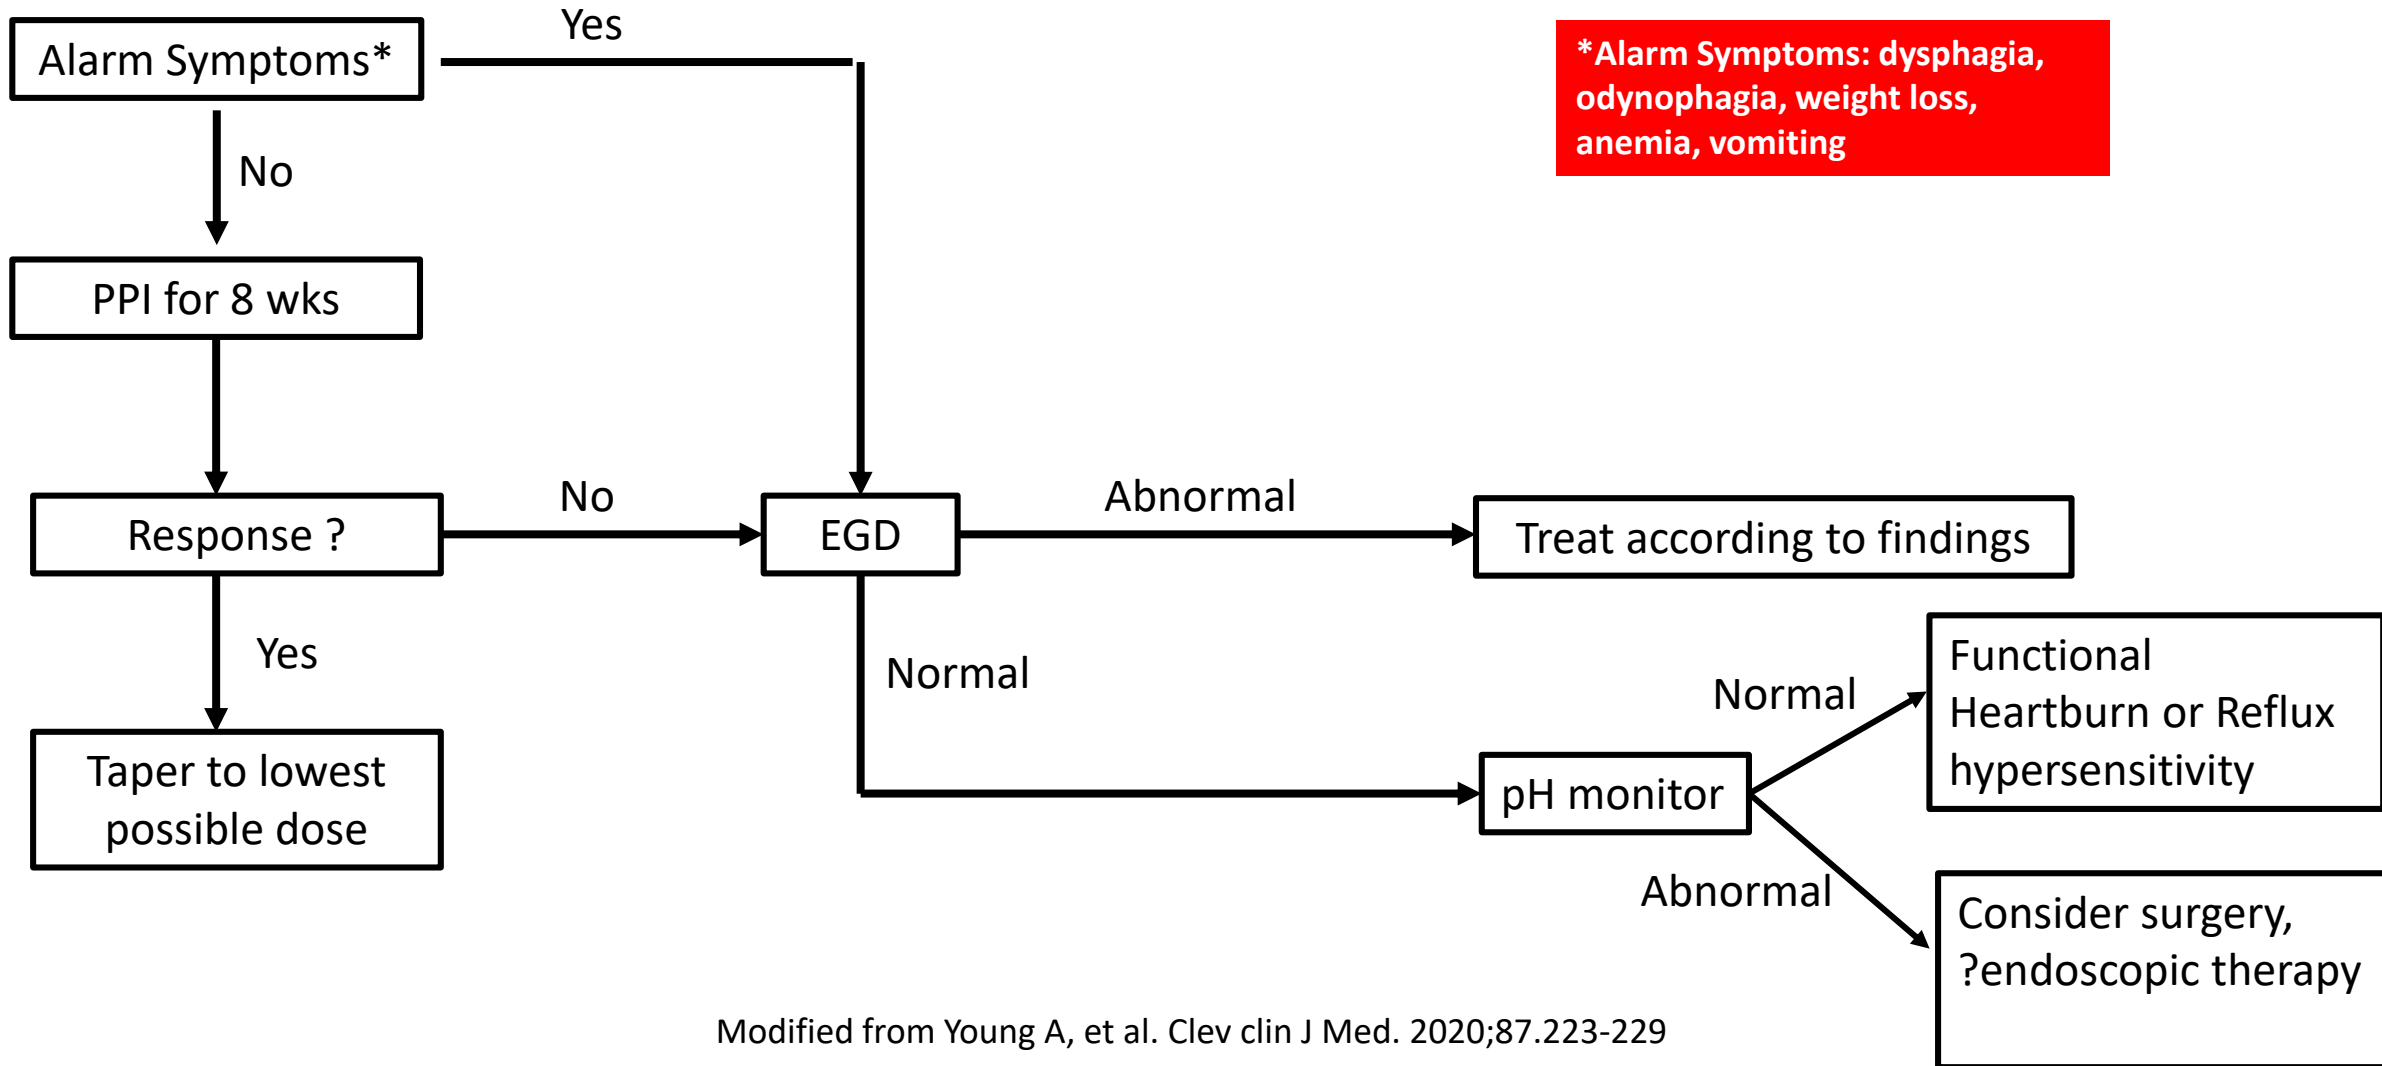 Alarm Symptoms*
Yes
*Alarm Symptoms: dysphagia,
odynophagia, weight loss,
anemia, vomiting
No
PPI for 8 wks
Response ?
No
EGD
Abnormal
Treat according to findings
Yes
Normal
Taper to lowest
possible dose
pH monitor
Normal
Functional
Heartburn or Reflux
hypersensitivity
Abnormal
Consider surgery,
?endoscopic therapy
Modified from Young A, et al. Clev clin J Med. 2020;87.223-229